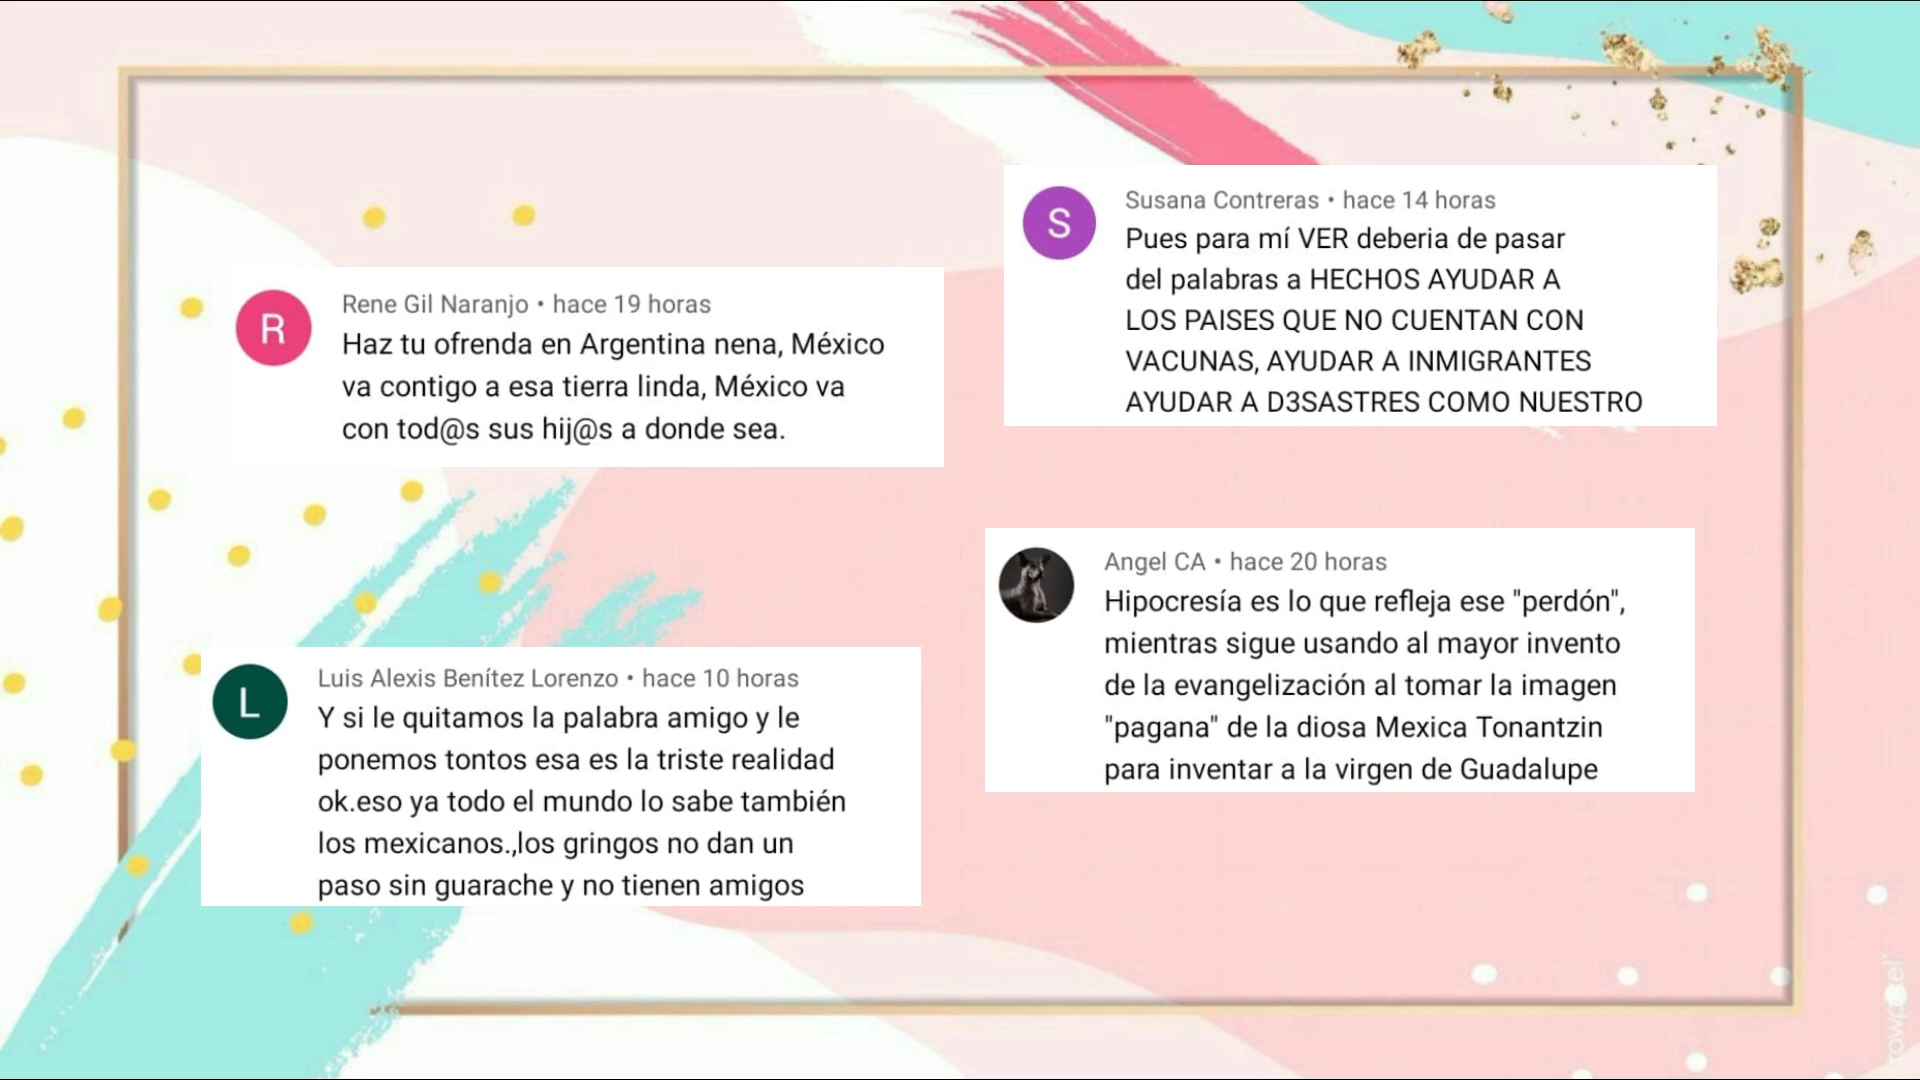 R
Rene Gil Naranjo • hace 19 horas
Haz tu ofrenda en Argentina nena, México
va contigo a esa tierra linda, México va
con tod@s sus hij@s a donde sea.
S
Susana Contreras • hace 14 horas
Pues para mí VER deberia de pasar
del palabras a HECHOS AYUDAR A
LOS PAISES QUE NO CUENTAN CON
VACUNAS, AYUDAR A INMIGRANTES
AYUDAR A D3SASTRES COMO NUESTRO
L
Luis Alexis Benítez Lorenzo • hace 10 horas
Y si le quitamos la palabra amigo y le
ponemos tontos esa es la triste realidad
ok.eso ya todo el mundo lo sabe también
los mexicanos.,los gringos no dan un
paso sin guarache y no tienen amigos
Angel CA • hace 20 horas
Hipocresía es lo que refleja ese "perdón",
mientras sigue usando al mayor invento
de la evangelización al tomar la imagen
"pagana" de la diosa Mexica Tonantzin
para inventar a la virgen de Guadalupe